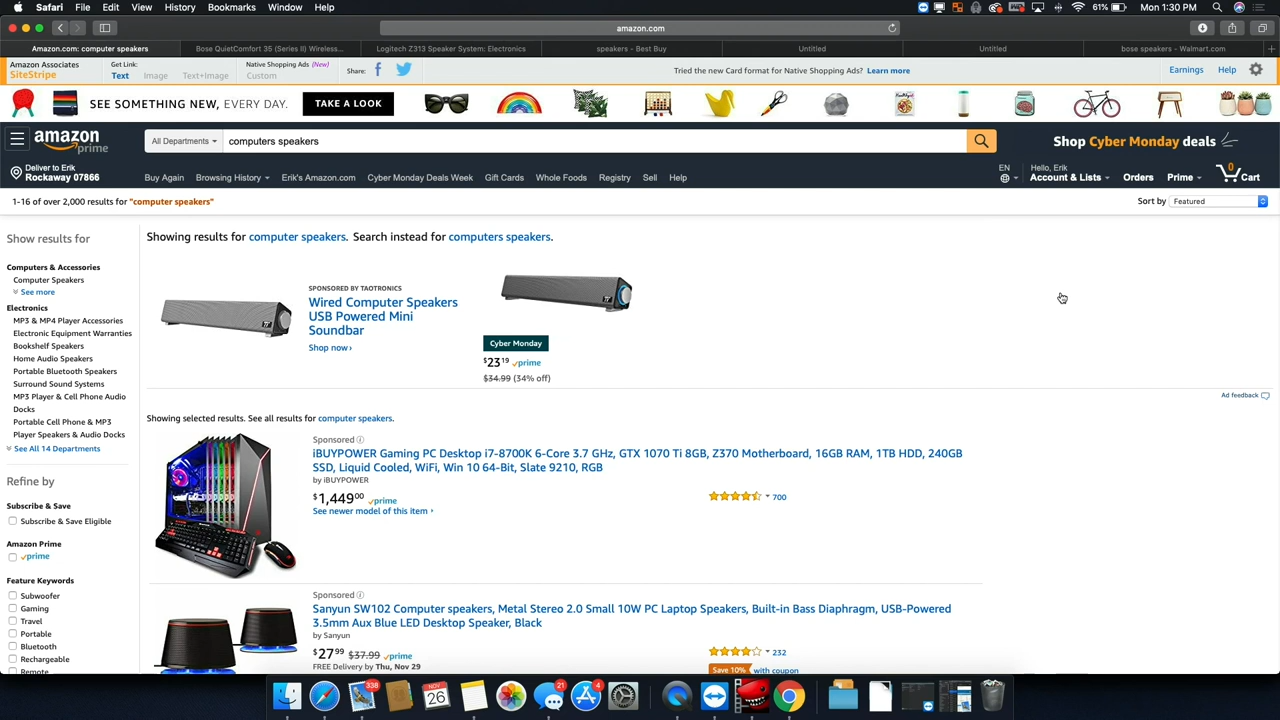 Safari File Edit View History Bookmarks Window Help 61% Mon 1:30 PM
amazon.com
Amazon.com: computer speakers Bose QuietComfort 35 (Series II) Wireless... Logitech Z313 Speaker System: Electronics speakers - Best Buy Untitled Untitled bose speakers - Walmart.com
Amazon Associates Get Link: Native Shopping Ads (New)
SiteStripe Text Image Text+Image Custom Share: Tried the new Card format for Native Shopping Ads? Learn more Earnings Help
SEE SOMETHING NEW, EVERY DAY. TAKE A LOOK
amazon prime All Departments computers speakers Shop Cyber Monday deals
Deliver to Erik
Rockaway 07866
Buy Again Browsing History Erik's Amazon.com Cyber Monday Deals Week Gift Cards Whole Foods Registry Sell Help EN Hello, Erik Account & Lists Orders Prime 0 Cart
1-16 of over 2,000 results for "computer speakers" Sort by Featured
Show results for
Computers & Accessories
Computer Speakers
See more
Electronics
MP3 & MP4 Player Accessories
Electronic Equipment Warranties
Bookshelf Speakers
Home Audio Speakers
Portable Bluetooth Speakers
Surround Sound Systems
MP3 Player & Cell Phone Audio
Docks
Portable Cell Phone & MP3
Player Speakers & Audio Docks
See All 14 Departments
Refine by
Subscribe & Save
Subscribe & Save Eligible
Amazon Prime
prime
Feature Keywords
Subwoofer
Gaming
Travel
Portable
Bluetooth
Rechargeable
Remote
Showing results for computer speakers. Search instead for computers speakers.
SPONSORED BY TAOTRONICS
Wired Computer Speakers
USB Powered Mini
Soundbar
Shop now ›
Cyber Monday
$23 19 prime
$34.99 (34% off)
Ad feedback
Showing selected results. See all results for computer speakers.
Sponsored
iBUYPOWER Gaming PC Desktop i7-8700K 6-Core 3.7 GHz, GTX 1070 Ti 8GB, Z370 Motherboard, 16GB RAM, 1TB HDD, 240GB
SSD, Liquid Cooled, WiFi, Win 10 64-Bit, Slate 9210, RGB
by iBUYPOWER
$1,449 00 prime 700
See newer model of this item ›
Sponsored
Sanyun SW102 Computer speakers, Metal Stereo 2.0 Small 10W PC Laptop Speakers, Built-in Bass Diaphragm, USB-Powered
3.5mm Aux Blue LED Desktop Speaker, Black
by Sanyun
$27 99 $37.99 prime 232
FREE Delivery by Thu, Nov 29 Save 10% with coupon
338 NOV 26 21 4